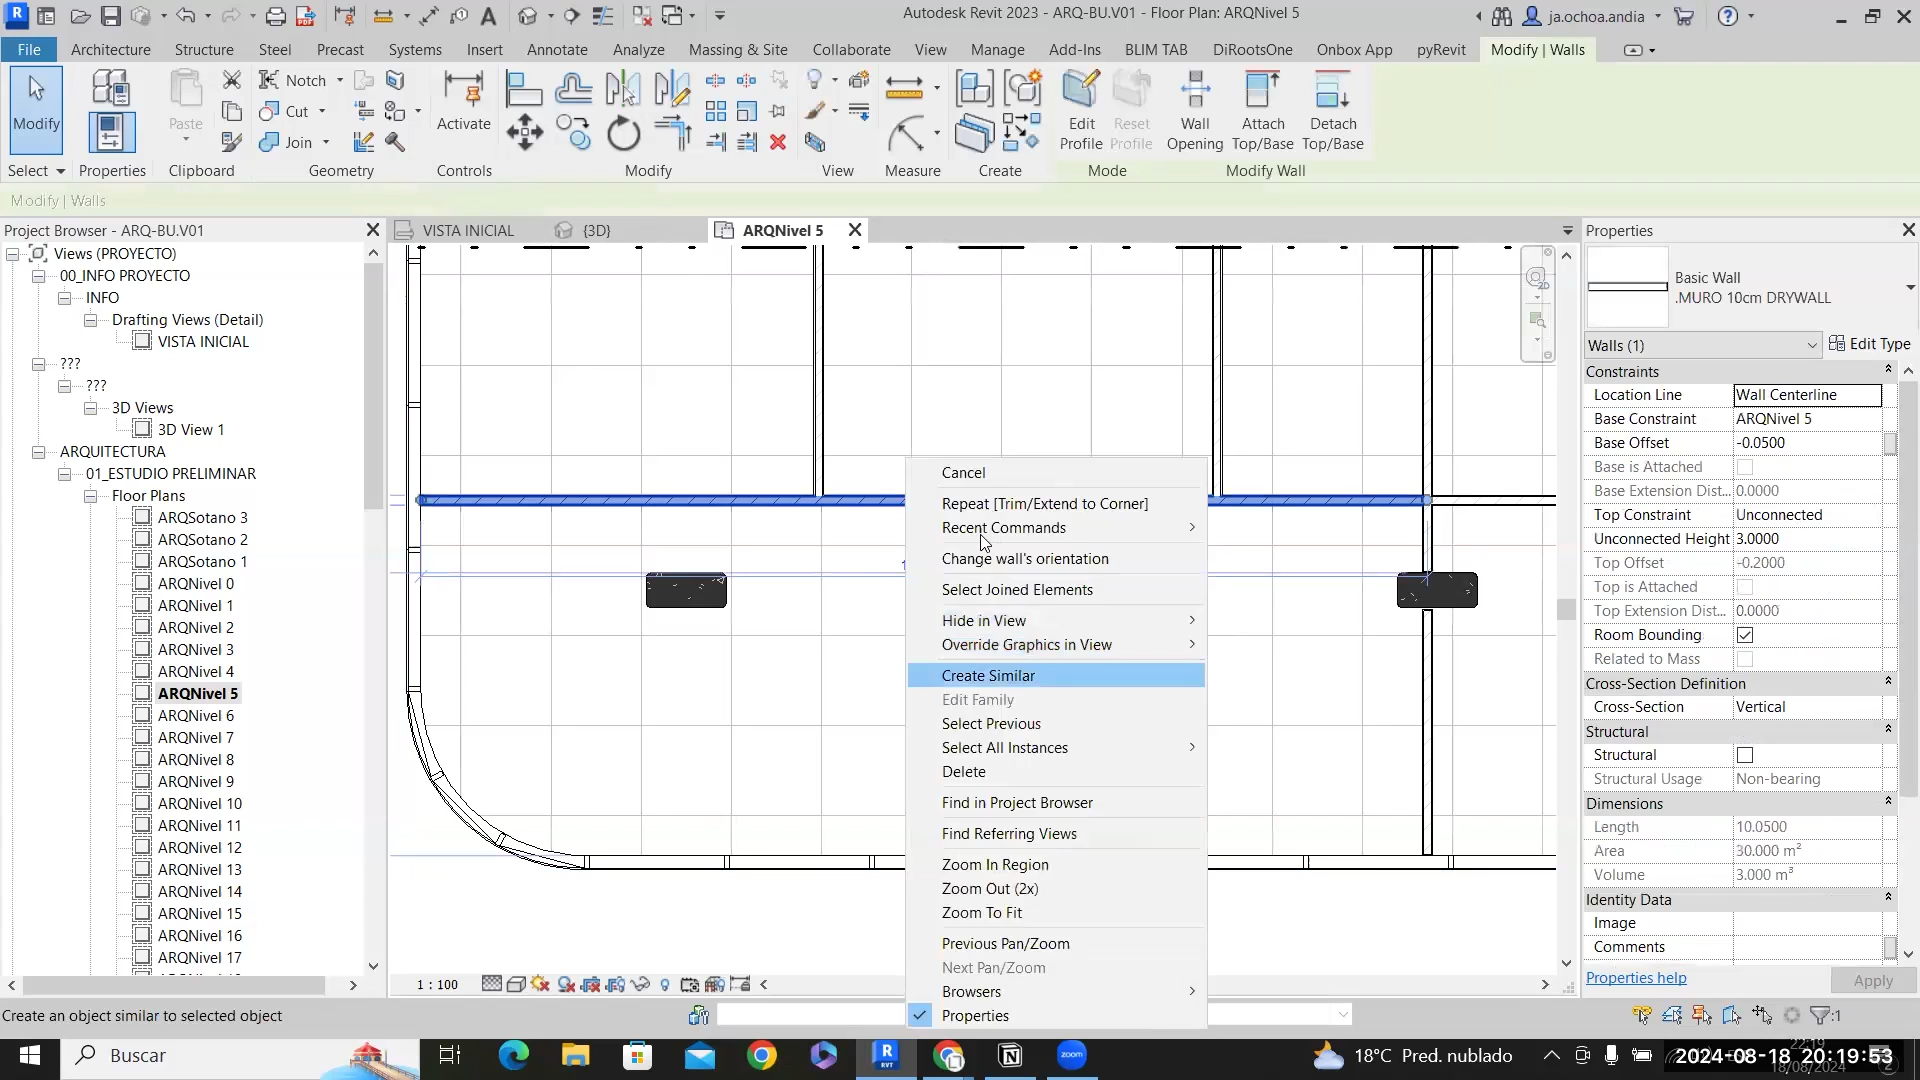 Autodesk Revit 2023 - ARQ-BU.V01 - Floor Plan: ARQNivel 5
ja.ochoa.andia
File Architecture Structure Steel Precast Systems Insert Annotate Analyze Massing & Site Collaborate View Manage Add-Ins BLIM TAB DiRootsOne Onbox App pyRevit Modify | Walls
Modify
Paste
Notch
Cut
Join
Activate
Edit Profile
Reset Profile
Wall Opening
Attach Top/Base
Detach Top/Base
Select Properties Clipboard Geometry Controls Modify View Measure Create Mode Modify Wall
Modify | Walls
Project Browser - ARQ-BU.V01
Views (PROYECTO)
00_INFO PROYECTO
INFO
Drafting Views (Detail)
VISTA INICIAL
???
???
3D Views
3D View 1
ARQUITECTURA
01_ESTUDIO PRELIMINAR
Floor Plans
ARQSotano 3
ARQSotano 2
ARQSotano 1
ARQNivel 0
ARQNivel 1
ARQNivel 2
ARQNivel 3
ARQNivel 4
ARQNivel 5
ARQNivel 6
ARQNivel 7
ARQNivel 8
ARQNivel 9
ARQNivel 10
ARQNivel 11
ARQNivel 12
ARQNivel 13
ARQNivel 14
ARQNivel 15
ARQNivel 16
ARQNivel 17
VISTA INICIAL
{3D}
ARQNivel 5
Cancel
Repeat [Trim/Extend to Corner]
Recent Commands
Change wall's orientation
Select Joined Elements
Hide in View
Override Graphics in View
Create Similar
Edit Family
Select Previous
Select All Instances
Delete
Find in Project Browser
Find Referring Views
Zoom In Region
Zoom Out (2x)
Zoom To Fit
Previous Pan/Zoom
Next Pan/Zoom
Browsers
Properties
1 : 100
Properties
Basic Wall
.MURO 10cm DRYWALL
Walls (1)
Edit Type
Constraints
Location Line Wall Centerline
Base Constraint ARQNivel 5
Base Offset -0.0500
Base is Attached
Base Extension Dist... 0.0000
Top Constraint Unconnected
Unconnected Height 3.0000
Top Offset -0.2000
Top is Attached
Top Extension Dist... 0.0000
Room Bounding
Related to Mass
Cross-Section Definition
Cross-Section Vertical
Structural
Structural
Structural Usage Non-bearing
Dimensions
Length 10.0500
Area 30.000 m²
Volume 3.000 m³
Identity Data
Image
Comments
Properties help
Apply
Create an object similar to selected object
:1
Buscar
18°C Pred. nublado
22:19
18/08/2024
2024-08-18 20:19:53